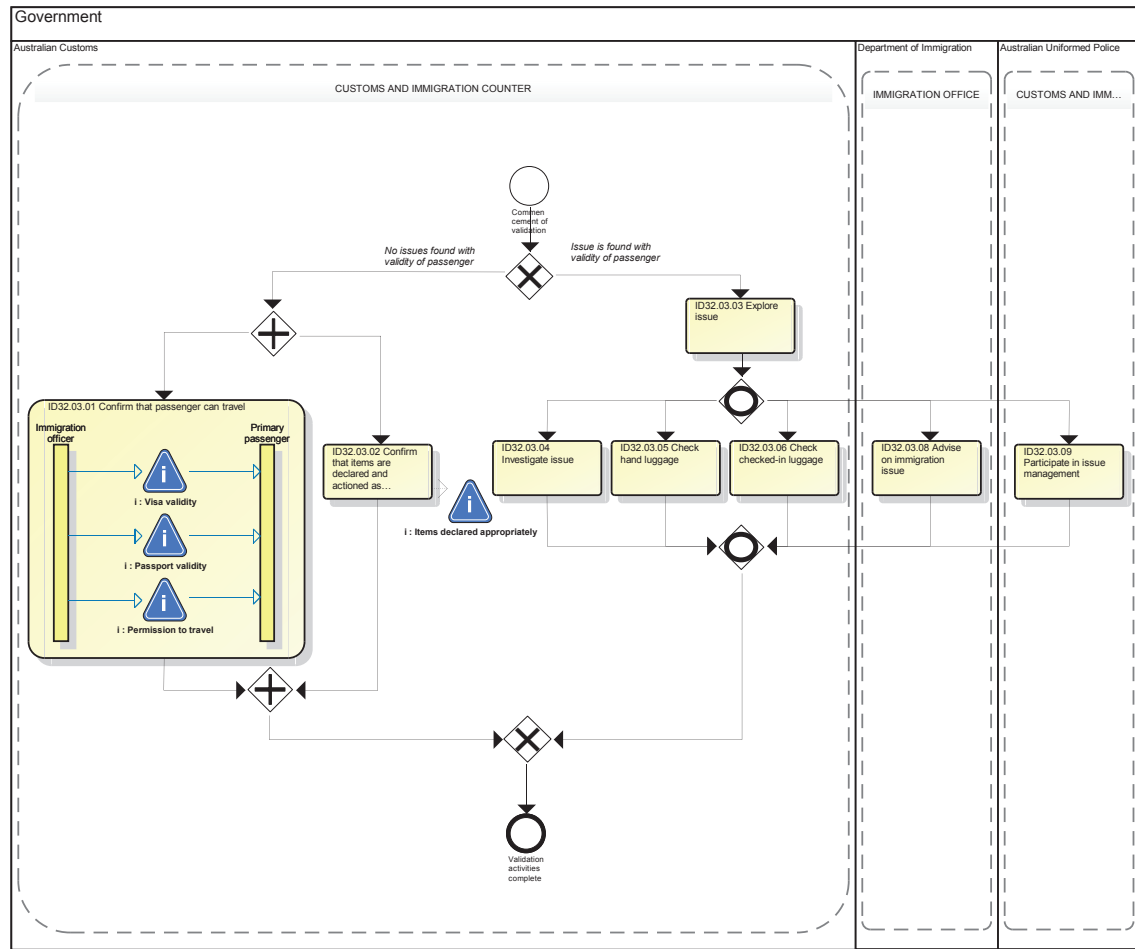 Government
Australian Customs
Department of Immigration
Australian Uniformed Police
CUSTOMS AND IMMIGRATION COUNTER
IMMIGRATION OFFICE
CUSTOMS AND IMM...
Commen
cement of
validation
No issues found with
validity of passenger
Issue is found with
validity of passenger
ID32.03.03 Explore
issue
ID32.03.01 Confirm that passenger can travel
Immigration
officer
Primary
passenger
i : Visa validity
i : Passport validity
i : Permission to travel
ID32.03.02 Confirm
that items are
declared and
actioned as...
i : Items declared appropriately
ID32.03.04
Investigate issue
ID32.03.05 Check
hand luggage
ID32.03.06 Check
checked-in luggage
ID32.03.08 Advise
on immigration
issue
ID32.03.09
Participate in issue
management
Validation
activities
complete